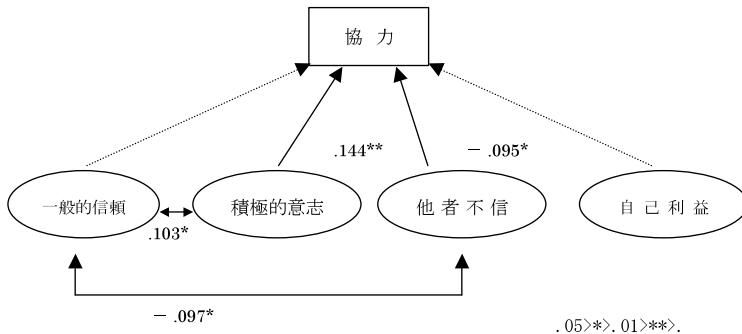 協 力
.144**
－ .095*
一般的信頼
積極的意志
他 者 不 信
自 己 利 益
.103*
－ .097*
.05>*>.01>**>.